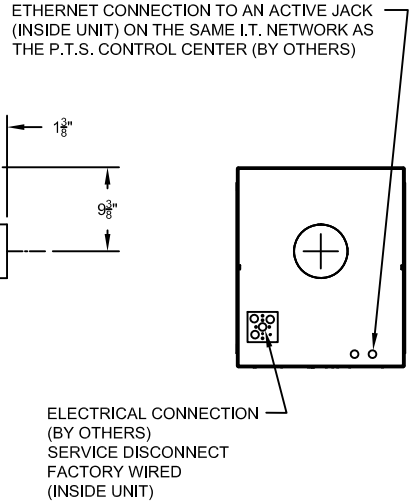 ETHERNET CONNECTION TO AN ACTIVE JACK
(INSIDE UNIT) ON THE SAME I.T. NETWORK AS
THE P.T.S. CONTROL CENTER (BY OTHERS)
1 3/8"
9 3/8"
ELECTRICAL CONNECTION
(BY OTHERS)
SERVICE DISCONNECT
FACTORY WIRED
(INSIDE UNIT)